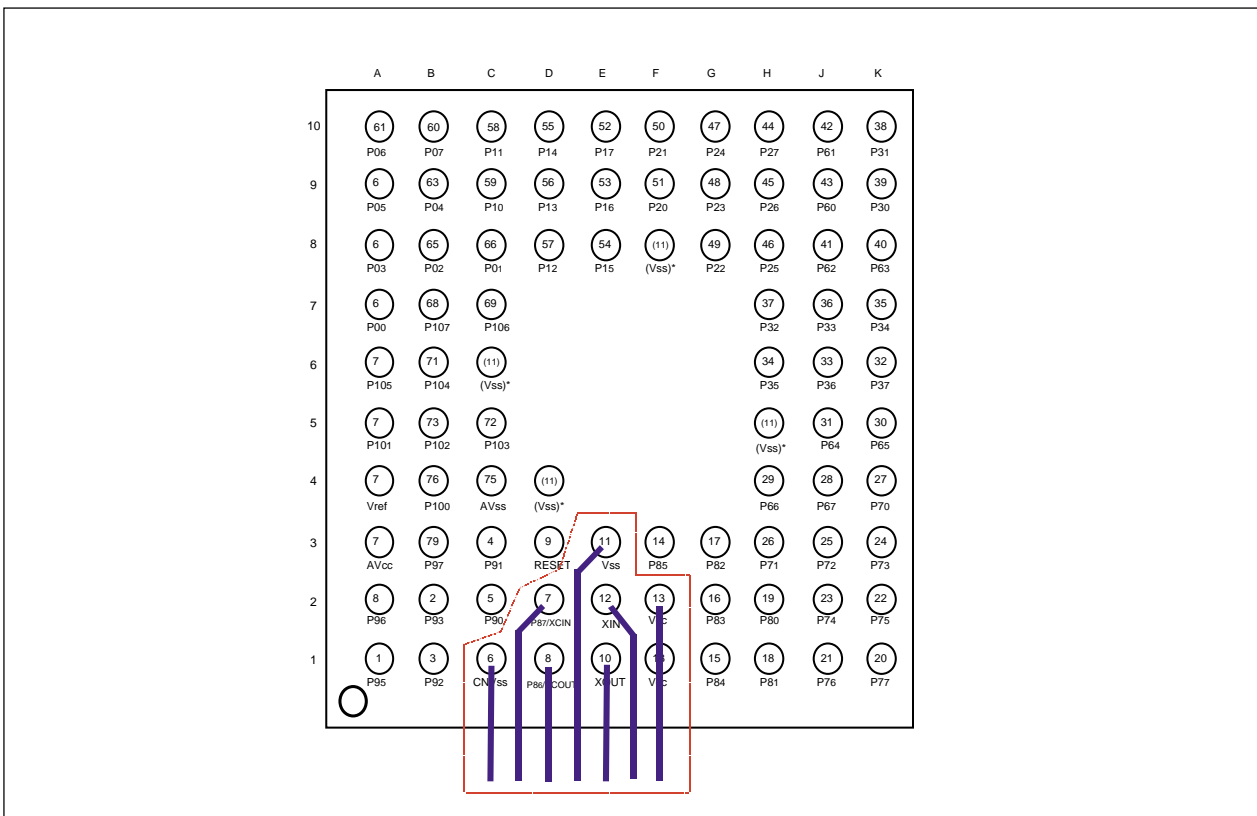 A B C D E F G H J K
10 61 60 58 55 52 50 47 44 42 38
P06 P07 P11 P14 P17 P21 P24 P27 P61 P31
9 6 63 59 56 53 51 48 45 43 39
P05 P04 P10 P13 P16 P20 P23 P26 P60 P30
8 6 65 66 57 54 (11) 49 46 41 40
P03 P02 P01 P12 P15 (Vss)* P22 P25 P62 P63
7 6 68 69 37 36 35
P00 P107 P106 P32 P33 P34
6 7 71 (11) 34 33 32
P105 P104 (Vss)* P35 P36 P37
5 7 73 72 (11) 31 30
P101 P102 P103 (Vss)* P64 P65
4 7 76 75 (11) 29 28 27
Vref P100 AVss (Vss)* P66 P67 P70
3 7 79 4 9 11 14 17 26 25 24
AVcc P97 P91 RESET Vss P85 P82 P71 P72 P73
2 8 2 5 7 12 13 16 19 23 22
P96 P93 P90 P87/XCIN XIN Vcc P83 P80 P74 P75
1 1 3 6 8 10 13 15 18 21 20
P95 P92 CNVss P86/XCOUT XOUT Vcc P84 P81 P76 P77